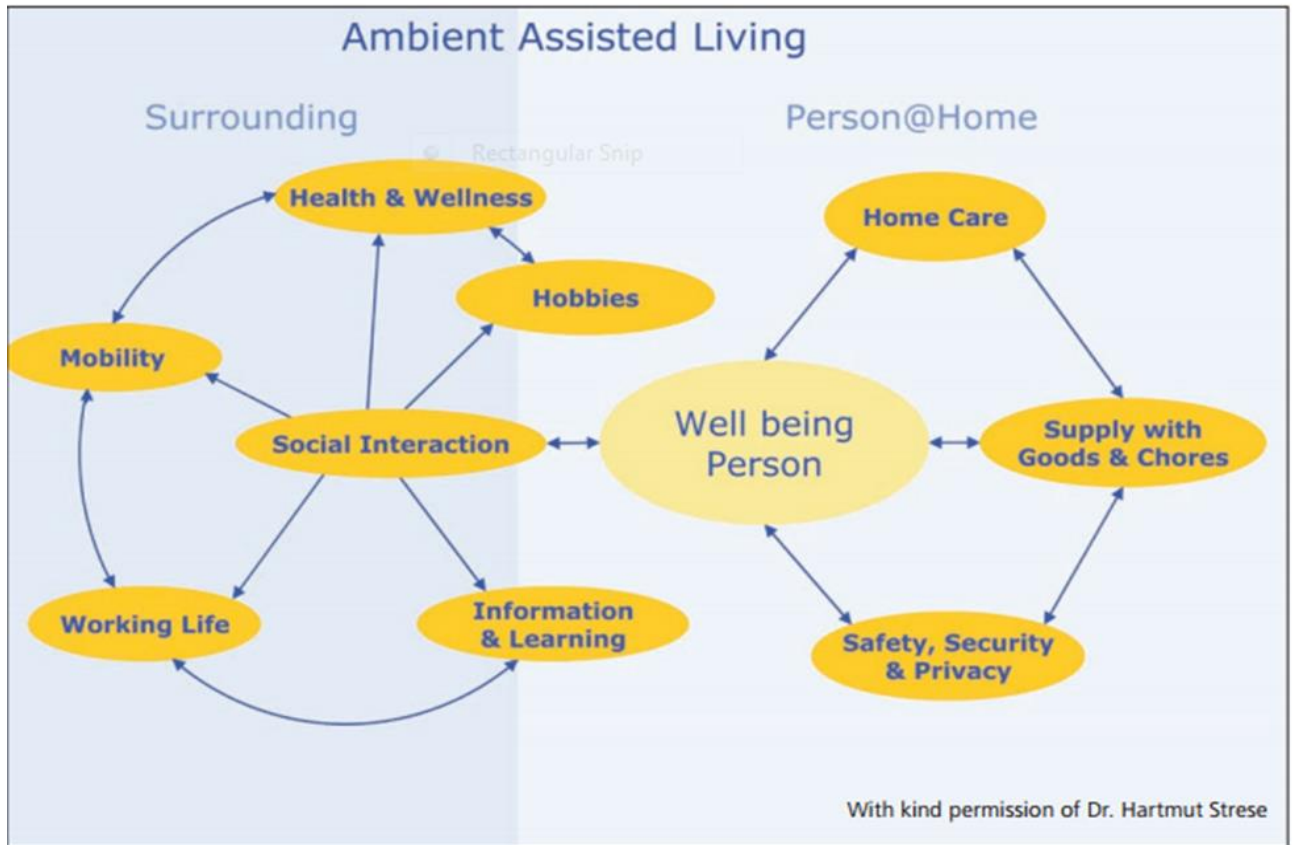 Ambient Assisted Living
Surrounding
Person@Home
Rectangular Snip
Health & Wellness
Home Care
Hobbies
Mobility
Social Interaction
Well being
Person
Supply with
Goods & Chores
Working Life
Information
& Learning
Safety, Security
& Privacy
With kind permission of Dr. Hartmut Strese